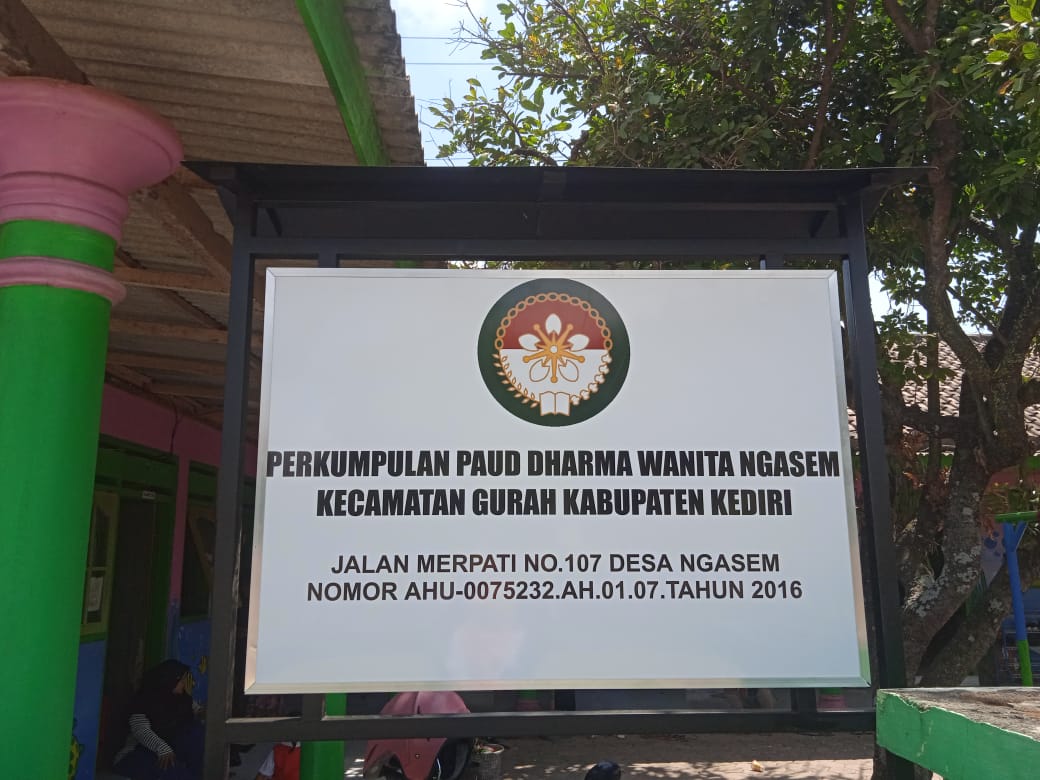 PERKUMPULAN PAUD DHARMA WANITA NGASEM
KECAMATAN GURAH KABUPATEN KEDIRI
JALAN MERPATI NO.107 DESA NGASEM
NOMOR AHU-0075232.AH.01.07.TAHUN 2016